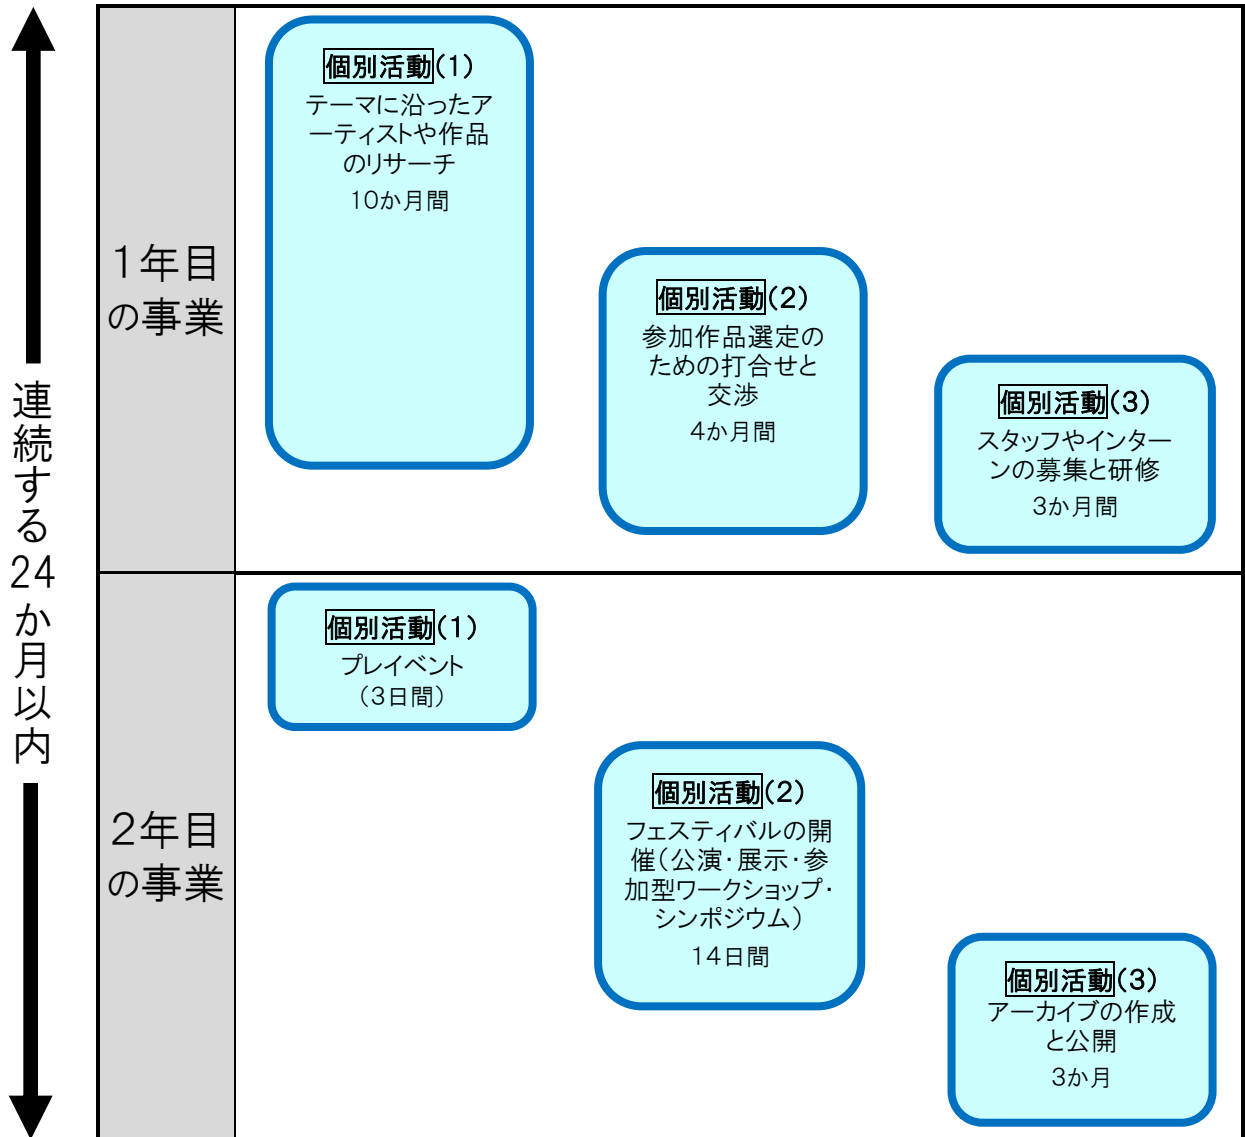 連続する24か月以内
1年目
の事業
個別活動(1)
テーマに沿ったア
ーティストや作品
のリサーチ
10か月間
個別活動(2)
参加作品選定の
ための打合せと
交渉
4か月間
個別活動(3)
スタッフやインター
ンの募集と研修
3か月間
2年目
の事業
個別活動(1)
プレイベント
(3日間)
個別活動(2)
フェスティバルの開
催(公演・展示・参
加型ワークショップ・
シンポジウム)
14日間
個別活動(3)
アーカイブの作成
と公開
3か月